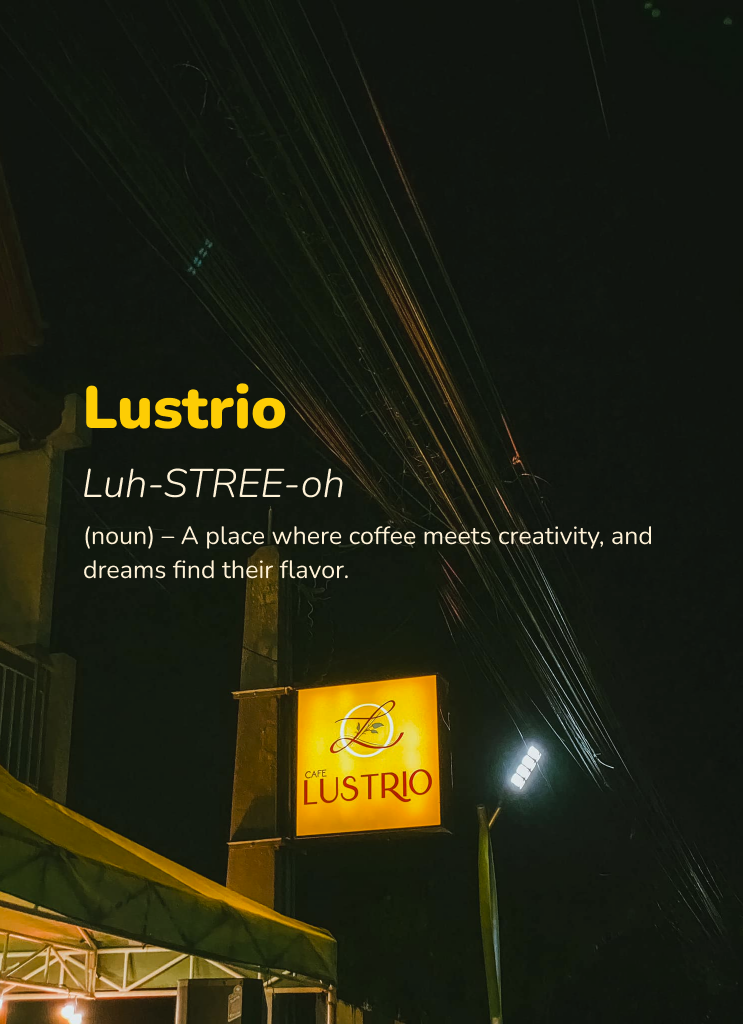 Lustrio
Luh-STREE-oh
(noun) – A place where coffee meets creativity, and
dreams find their flavor.
L
CAFE
LUSTRIO